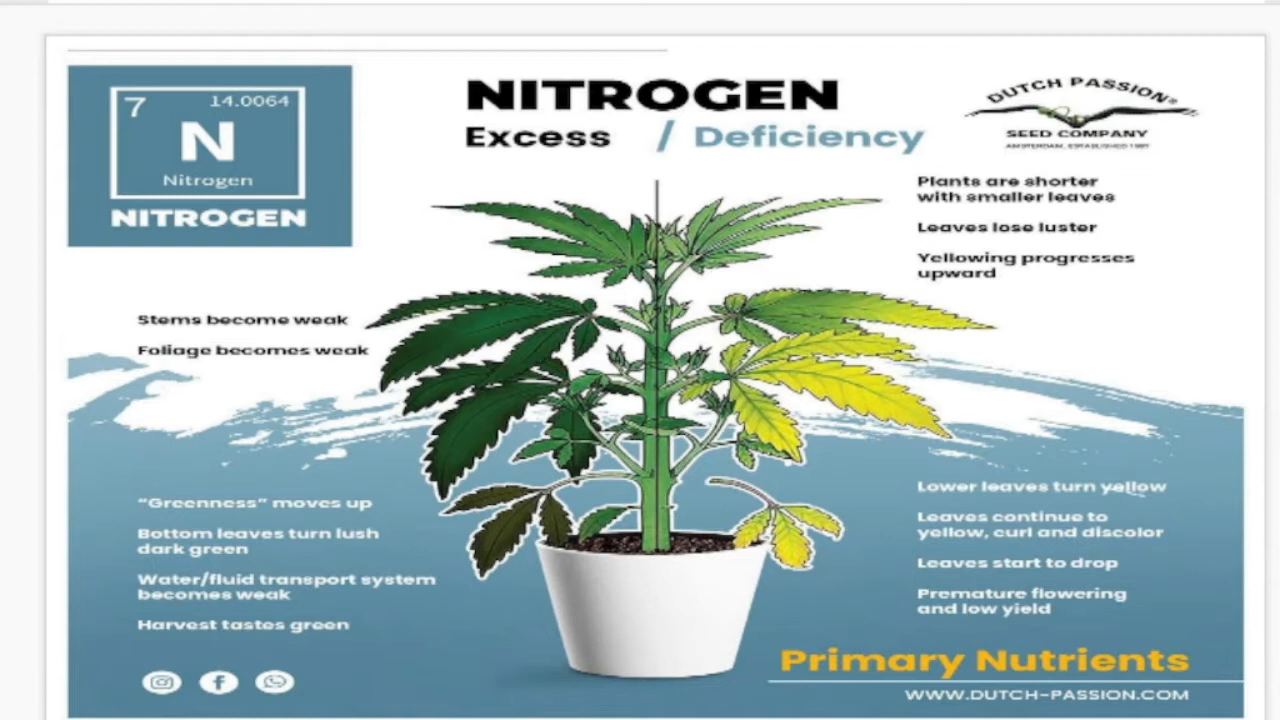 7 14.0064
N
Nitrogen
NITROGEN
NITROGEN
Excess / Deficiency
DUTCH PASSION®
SEED COMPANY
AMSTERDAM, ESTABLISHED 1987
Plants are shorter
with smaller leaves
Leaves lose luster
Yellowing progresses
upward
Stems become weak
Foliage becomes weak
"Greenness" moves up
Bottom leaves turn lush
dark green
Water/fluid transport system
becomes weak
Harvest tastes green
Lower leaves turn yellow
Leaves continue to
yellow, curl and discolor
Leaves start to drop
Premature flowering
and low yield
Primary Nutrients
WWW.DUTCH-PASSION.COM